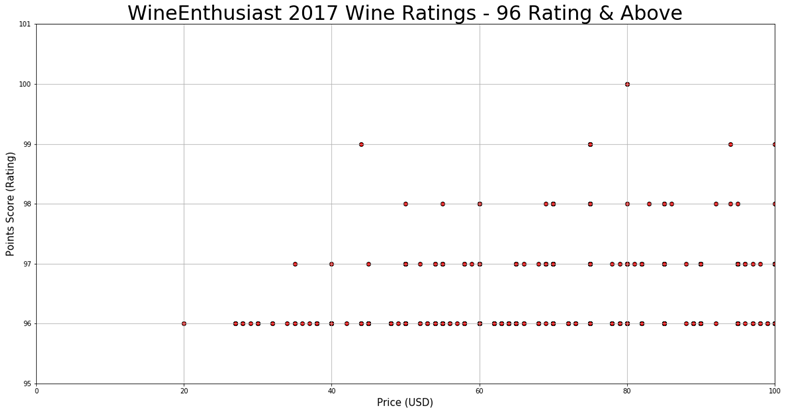 WineEnthusiast 2017 Wine Ratings - 96 Rating & Above
101
100
99
98
97
96
95
Points Score (Rating)
0 20 40 60 80 100
Price (USD)